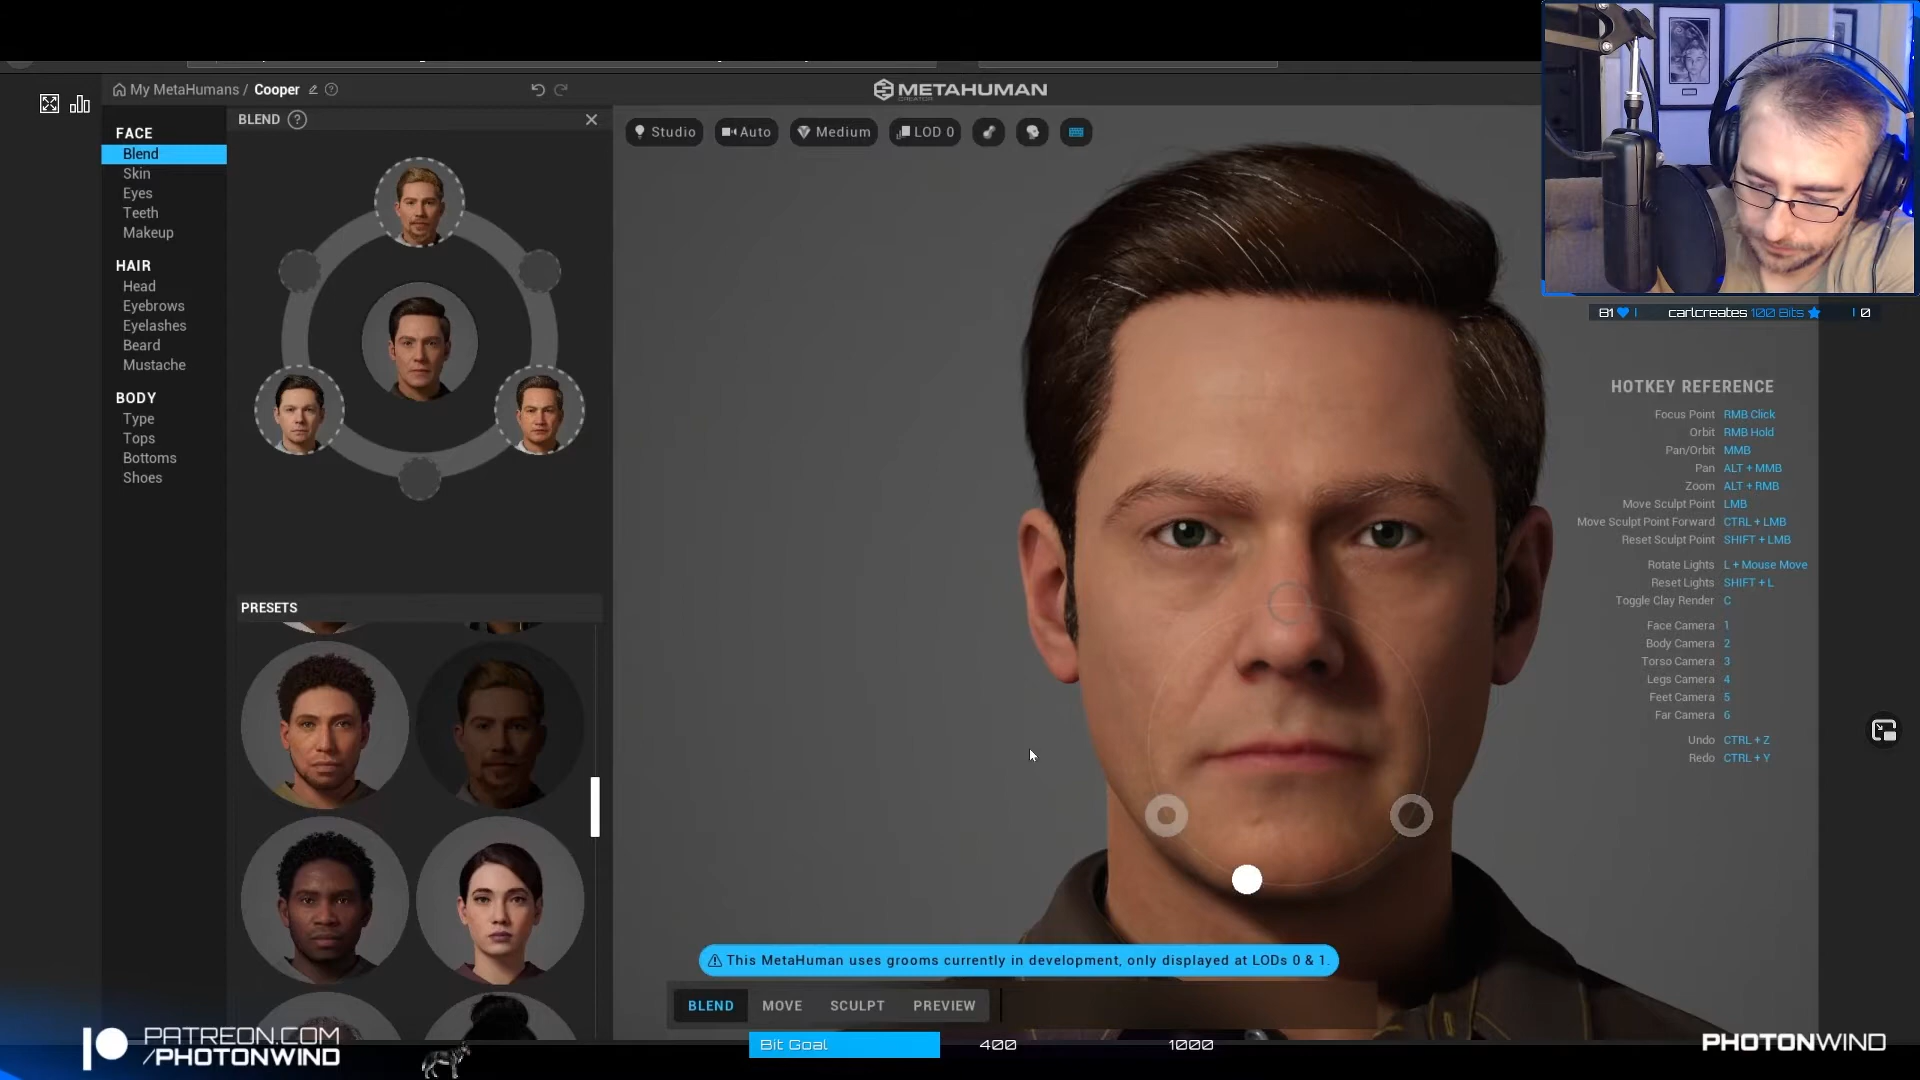 My MetaHumans / Cooper
METAHUMAN
CREATOR
FACE
Blend
Skin
Eyes
Teeth
Makeup
HAIR
Head
Eyebrows
Eyelashes
Beard
Mustache
BODY
Type
Tops
Bottoms
Shoes
BLEND
PRESETS
Studio
Auto
Medium
LOD 0
81
carlcreates 100 Bits
0
HOTKEY REFERENCE
Focus Point RMB Click
Orbit RMB Hold
Pan/Orbit MMB
Pan ALT + MMB
Zoom ALT + RMB
Move Sculpt Point LMB
Move Sculpt Point Forward CTRL + LMB
Reset Sculpt Point SHIFT + LMB
Rotate Lights L + Mouse Move
Reset Lights SHIFT + L
Toggle Clay Render C
Face Camera 1
Body Camera 2
Torso Camera 3
Legs Camera 4
Feet Camera 5
Far Camera 6
Undo CTRL + Z
Redo CTRL + Y
This MetaHuman uses grooms currently in development, only displayed at LODs 0 & 1.
BLEND MOVE SCULPT PREVIEW
Bit Goal 400 1000
PATREON.COM
/PHOTONWIND
PHOTONWIND